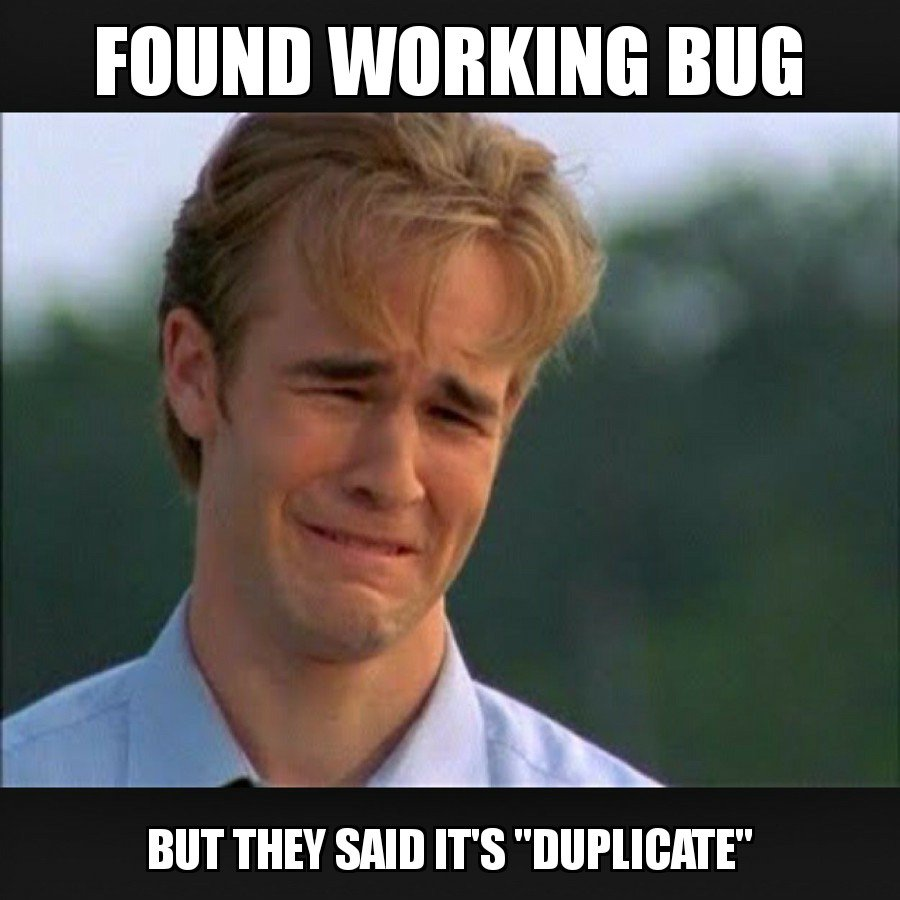 FOUND WORKING BUG
BUT THEY SAID IT'S "DUPLICATE"